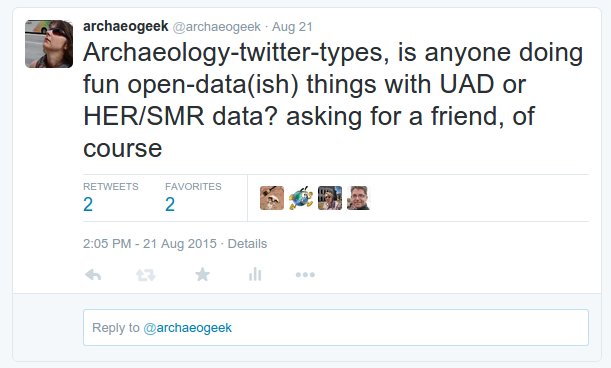 archaeogeek @archaeogeek · Aug 21
Archaeology-twitter-types, is anyone doing
fun open-data(ish) things with UAD or
HER/SMR data? asking for a friend, of
course
RETWEETS FAVORITES
2 2
2:05 PM - 21 Aug 2015 · Details
Reply to @archaeogeek